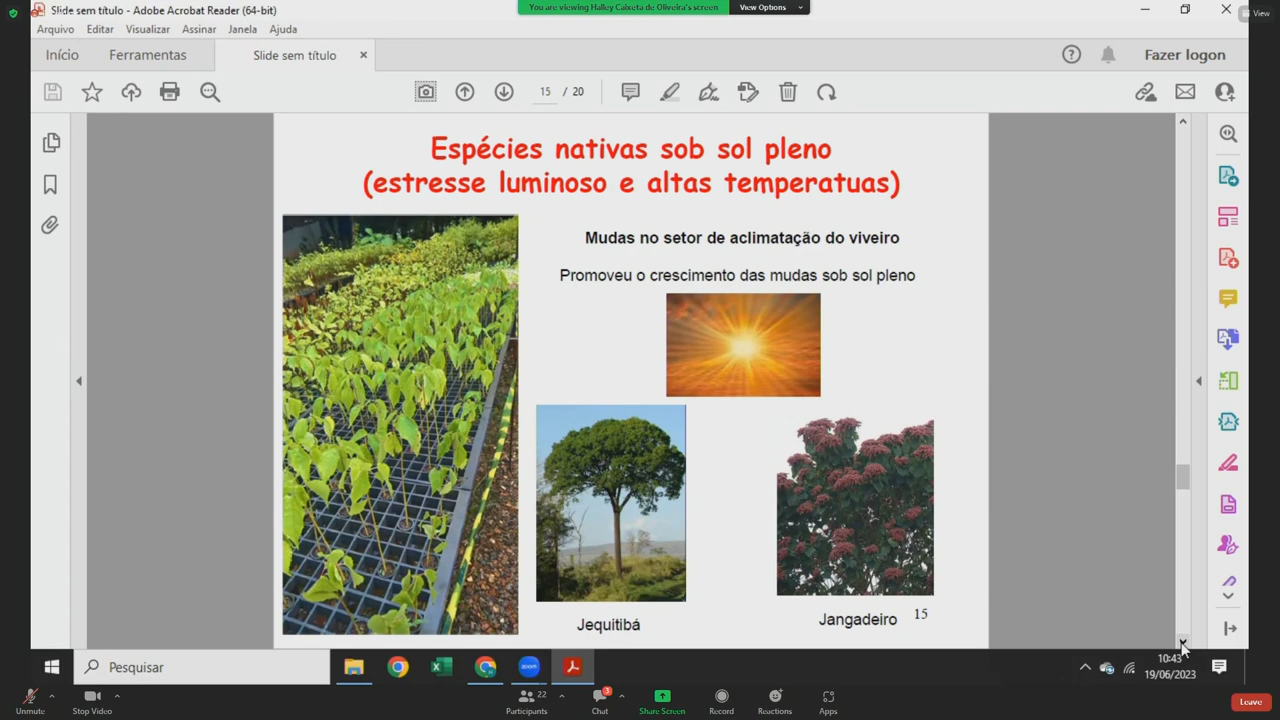 Slide sem título - Adobe Acrobat Reader (64-bit)
You are viewing Halley Caixeta de Oliveira's screen
View Options
View
Arquivo Editar Visualizar Assinar Janela Ajuda
Início Ferramentas Slide sem título
Fazer logon
15 / 20
Espécies nativas sob sol pleno
(estresse luminoso e altas temperatuas)
Mudas no setor de aclimatação do viveiro
Promoveu o crescimento das mudas sob sol pleno
Jequitibá
Jangadeiro
15
Pesquisar
10:43
19/06/2023
Unmute
Stop Video
Participants
22
Chat
3
Share Screen
Record
Reactions
Apps
Leave